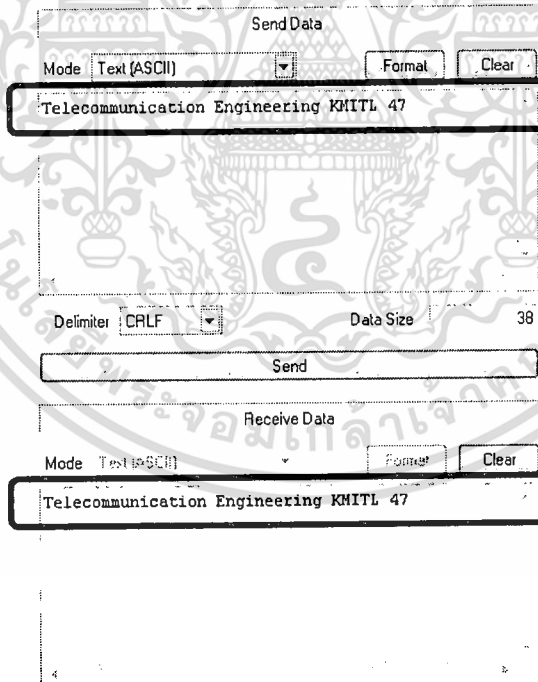 Send Data
Mode Text (ASCII) Format Clear
Telecommunication Engineering KMITL 47
Delimiter CRLF Data Size 38
Send
Receive Data
Mode Text (ASCII) Format Clear
Telecommunication Engineering KMITL 47